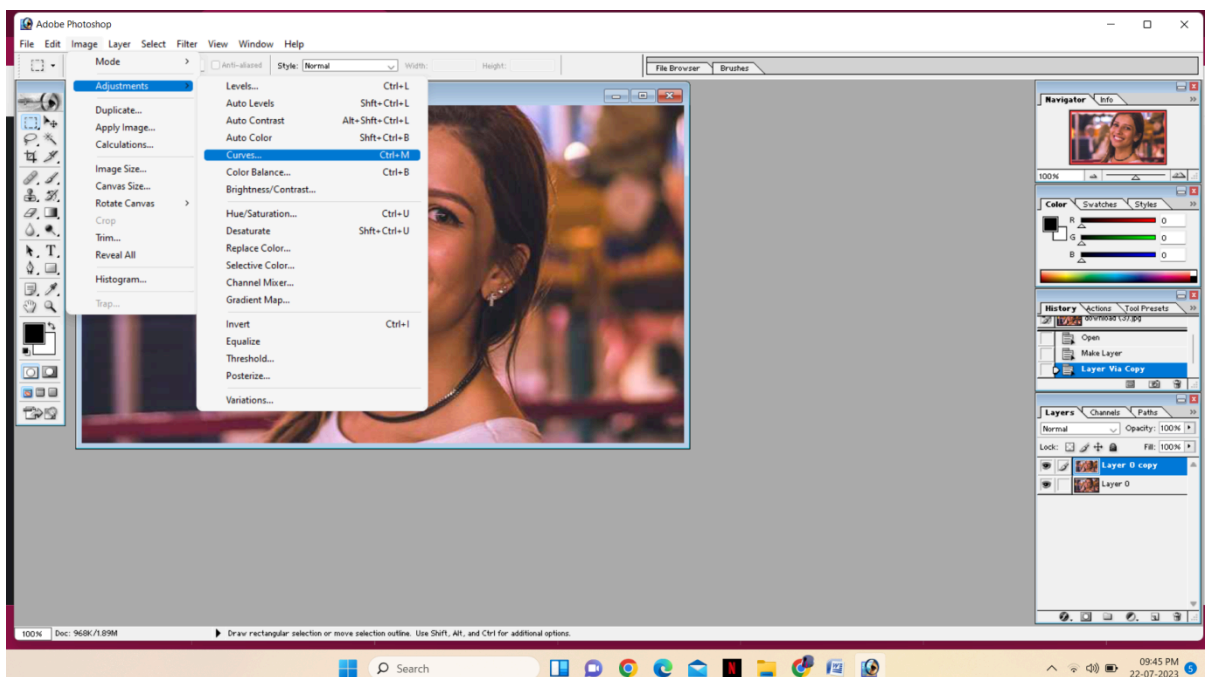 Adobe Photoshop
File Edit Image Layer Select Filter View Window Help
Anti-aliased Style: Normal Width: Height: File Browser Brushes
Mode
Adjustments
Duplicate...
Apply Image...
Calculations...
Image Size...
Canvas Size...
Rotate Canvas
Crop
Trim...
Reveal All
Histogram...
Trap...
Levels... Ctrl+L
Auto Levels Shft+Ctrl+L
Auto Contrast Alt+Shft+Ctrl+L
Auto Color Shft+Ctrl+B
Curves... Ctrl+M
Color Balance... Ctrl+B
Brightness/Contrast...
Hue/Saturation... Ctrl+U
Desaturate Shft+Ctrl+U
Replace Color...
Selective Color...
Channel Mixer...
Gradient Map...
Invert Ctrl+I
Equalize
Threshold...
Posterize...
Variations...
Navigator Info
100%
Color Swatches Styles
R 0
G 0
B 0
History Actions Tool Presets
download (3).jpg
Open
Make Layer
Layer Via Copy
Layers Channels Paths
Normal Opacity: 100%
Lock: Fill: 100%
Layer 0 copy
Layer 0
100% Doc: 968K/1.89M Draw rectangular selection or move selection outline. Use Shift, Alt, and Ctrl for additional options.
Search
09:45 PM
22-07-2023
5